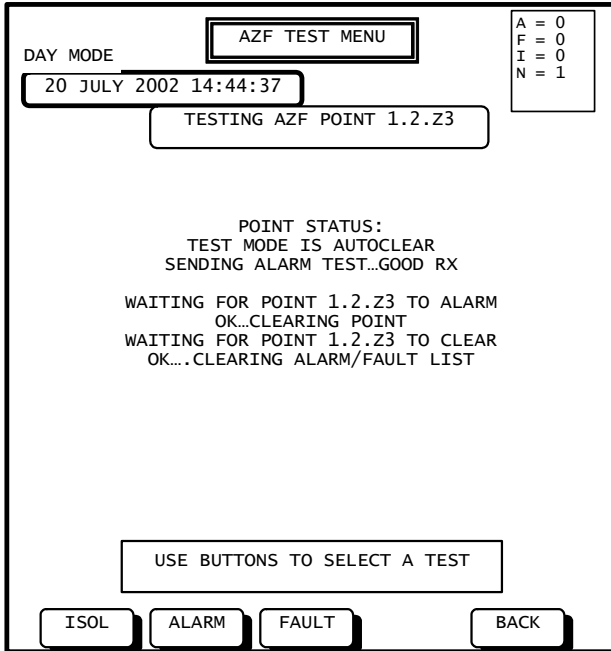 AZF TEST MENU
A = 0
F = 0
I = 0
N = 1
DAY MODE
20 JULY 2002 14:44:37
TESTING AZF POINT 1.2.Z3
POINT STATUS:
TEST MODE IS AUTOCLEAR
SENDING ALARM TEST…GOOD RX
WAITING FOR POINT 1.2.Z3 TO ALARM
OK…CLEARING POINT
WAITING FOR POINT 1.2.Z3 TO CLEAR
OK….CLEARING ALARM/FAULT LIST
USE BUTTONS TO SELECT A TEST
ISOL ALARM FAULT BACK